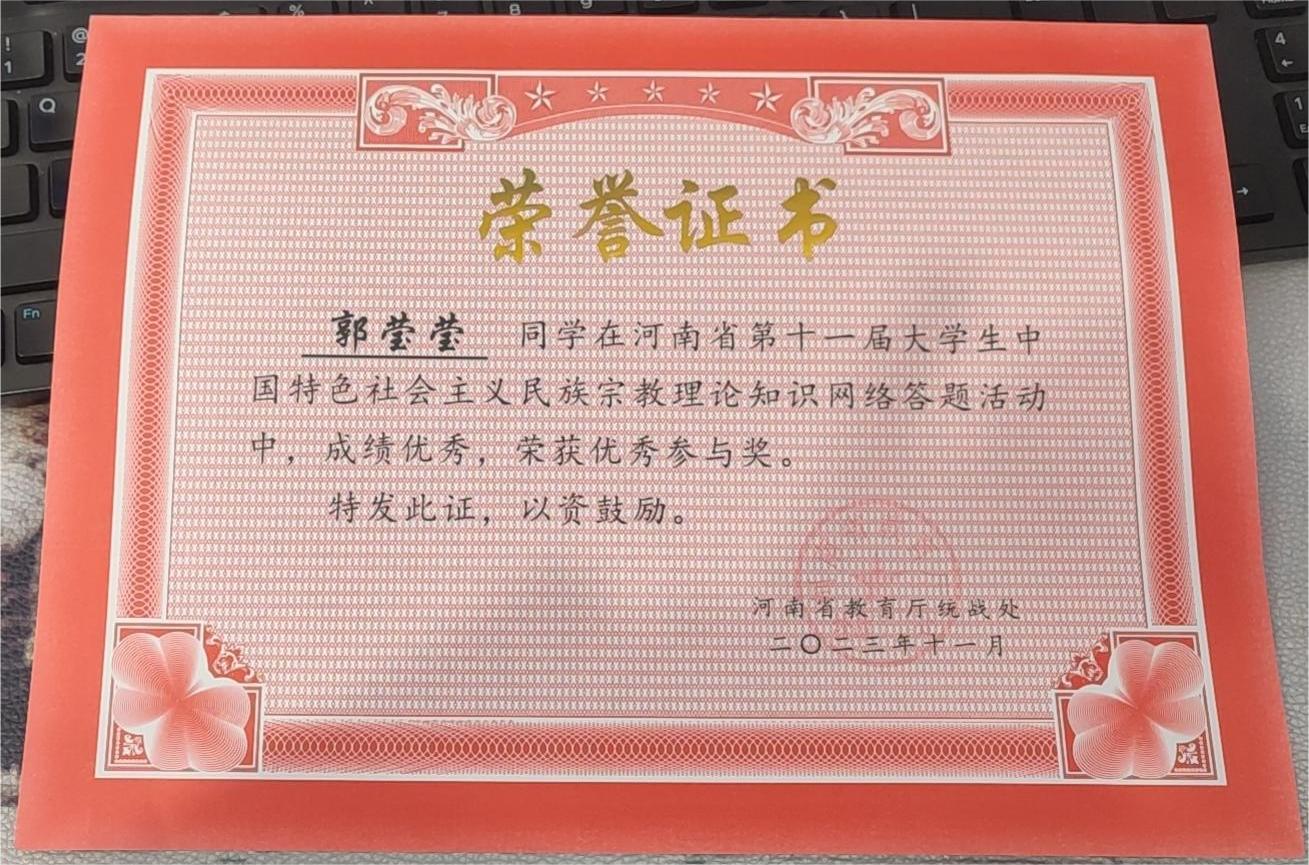 荣誉证书
郭莹莹 同学在河南省第十一届大学生中
国特色社会主义民族宗教理论知识网络答题活动
中，成绩优秀，荣获优秀参与奖。
特发此证，以资鼓励。
河南省教育厅统战处
二〇二三年十一月
Fn
Q